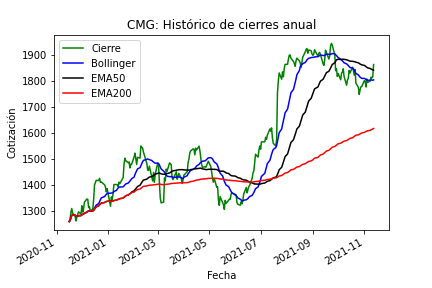 CMG: Histórico de cierres anual
Cotización
1900
1800
1700
1600
1500
1400
1300
Cierre
Bollinger
EMA50
EMA200
2020-11
2021-01
2021-03
2021-05
2021-07
2021-09
2021-11
Fecha